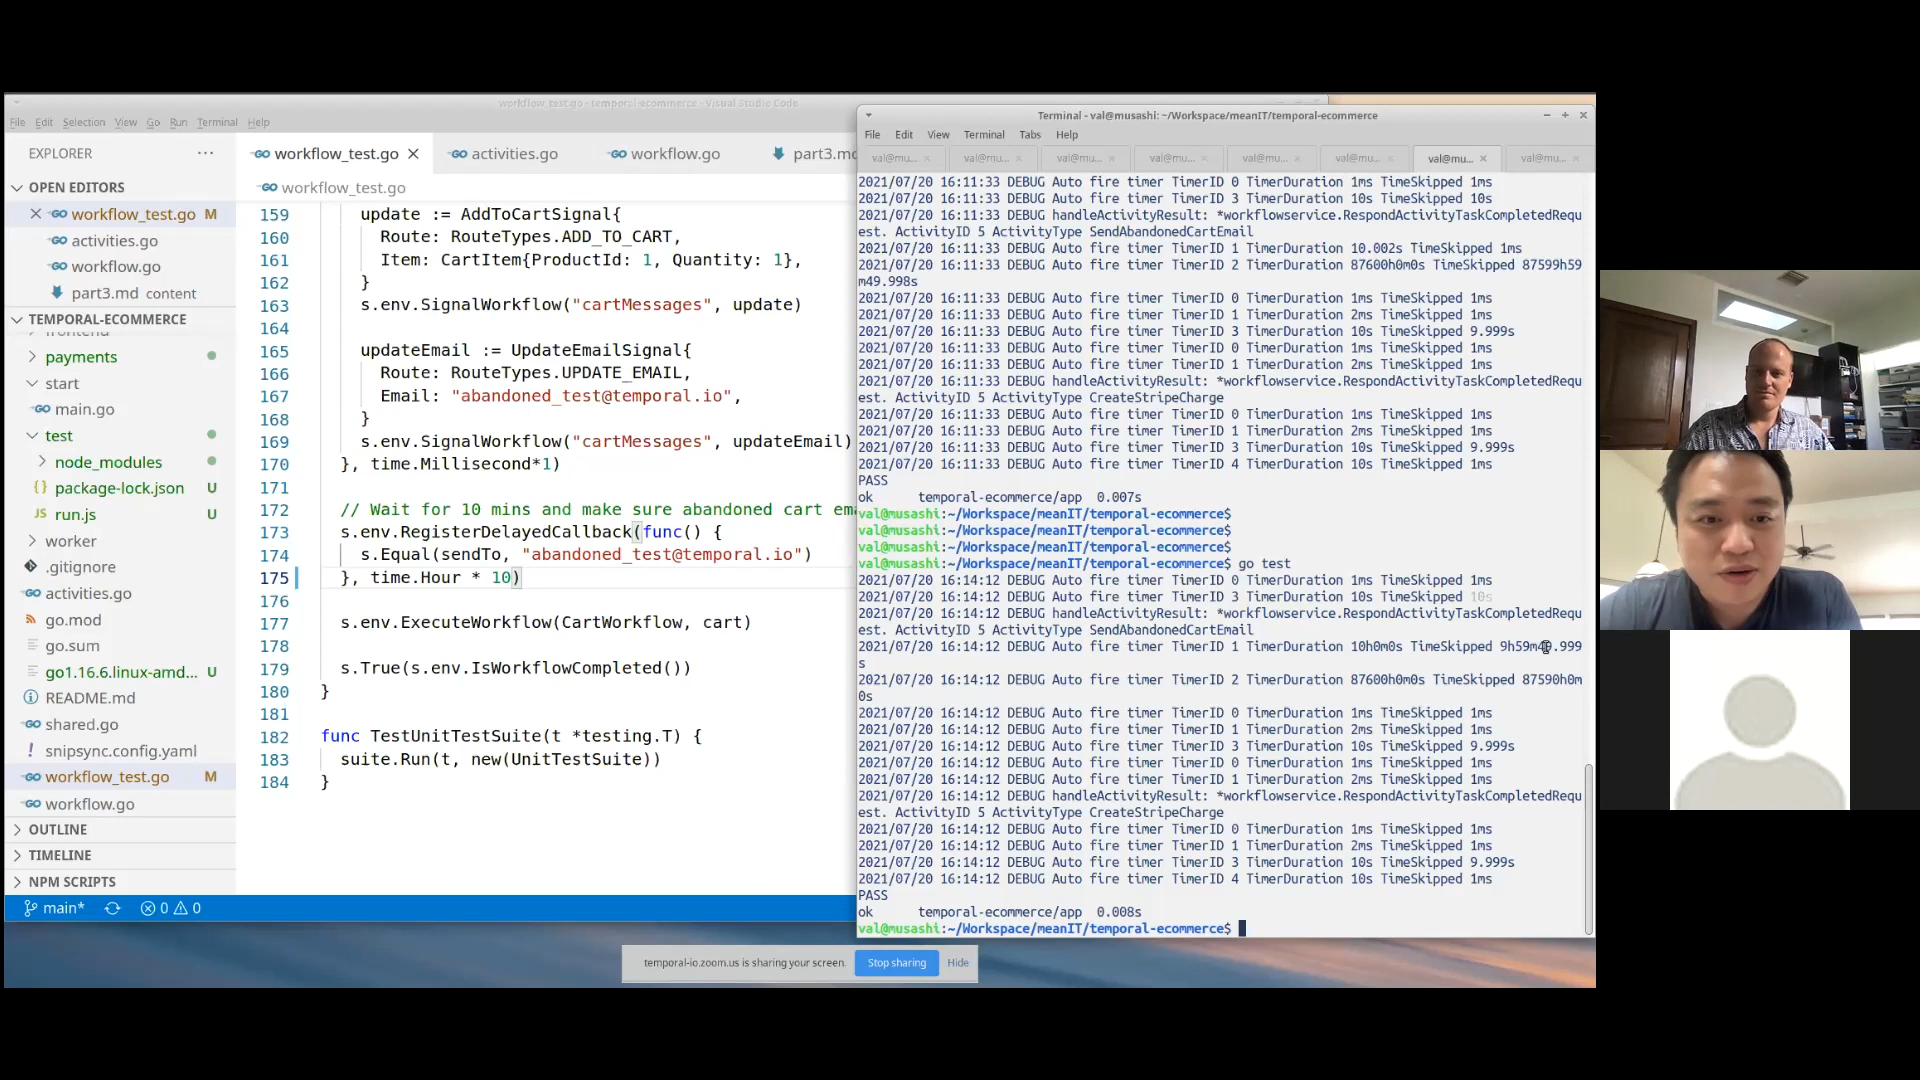 workflow_test.go - temporal-ecommerce - Visual Studio Code
File Edit Selection View Go Run Terminal Help
EXPLORER ···
OPEN EDITORS
workflow_test.go M
activities.go
workflow.go
part3.md content
TEMPORAL-ECOMMERCE
frontend
payments
start
main.go
test
node_modules
package-lock.json U
run.js U
worker
.gitignore
activities.go
go.mod
go.sum
go1.16.6.linux-amd... U
README.md
shared.go
snipsync.config.yaml
workflow_test.go M
workflow.go
OUTLINE
TIMELINE
NPM SCRIPTS
main* 0 0
workflow_test.go activities.go workflow.go part3.md
workflow_test.go
159 update := AddToCartSignal{
160 Route: RouteTypes.ADD_TO_CART,
161 Item: CartItem{ProductId: 1, Quantity: 1},
162 }
163 s.env.SignalWorkflow("cartMessages", update)
164
165 updateEmail := UpdateEmailSignal{
166 Route: RouteTypes.UPDATE_EMAIL,
167 Email: "abandoned_test@temporal.io",
168 }
169 s.env.SignalWorkflow("cartMessages", updateEmail)
170 }, time.Millisecond*1)
171
172 // Wait for 10 mins and make sure abandoned cart em
173 s.env.RegisterDelayedCallback(func() {
174 s.Equal(sendTo, "abandoned_test@temporal.io")
175 }, time.Hour * 10)
176
177 s.env.ExecuteWorkflow(CartWorkflow, cart)
178
179 s.True(s.env.IsWorkflowCompleted())
180 }
181
182 func TestUnitTestSuite(t *testing.T) {
183 suite.Run(t, new(UnitTestSuite))
184 }
Terminal - val@musashi: ~/Workspace/meanIT/temporal-ecommerce
File Edit View Terminal Tabs Help
val@mu... val@mu... val@mu... val@mu... val@mu... val@mu... val@mu... val@mu...
2021/07/20 16:11:33 DEBUG Auto fire timer TimerID 0 TimerDuration 1ms TimeSkipped 1ms
2021/07/20 16:11:33 DEBUG Auto fire timer TimerID 3 TimerDuration 10s TimeSkipped 10s
2021/07/20 16:11:33 DEBUG handleActivityResult: *workflowservice.RespondActivityTaskCompletedRequ
est. ActivityID 5 ActivityType SendAbandonedCartEmail
2021/07/20 16:11:33 DEBUG Auto fire timer TimerID 1 TimerDuration 10.002s TimeSkipped 1ms
2021/07/20 16:11:33 DEBUG Auto fire timer TimerID 2 TimerDuration 87600h0m0s TimeSkipped 87599h59
m49.998s
2021/07/20 16:11:33 DEBUG Auto fire timer TimerID 0 TimerDuration 1ms TimeSkipped 1ms
2021/07/20 16:11:33 DEBUG Auto fire timer TimerID 1 TimerDuration 2ms TimeSkipped 1ms
2021/07/20 16:11:33 DEBUG Auto fire timer TimerID 3 TimerDuration 10s TimeSkipped 9.999s
2021/07/20 16:11:33 DEBUG Auto fire timer TimerID 0 TimerDuration 1ms TimeSkipped 1ms
2021/07/20 16:11:33 DEBUG Auto fire timer TimerID 1 TimerDuration 2ms TimeSkipped 1ms
2021/07/20 16:11:33 DEBUG handleActivityResult: *workflowservice.RespondActivityTaskCompletedRequ
est. ActivityID 5 ActivityType CreateStripeCharge
2021/07/20 16:11:33 DEBUG Auto fire timer TimerID 0 TimerDuration 1ms TimeSkipped 1ms
2021/07/20 16:11:33 DEBUG Auto fire timer TimerID 1 TimerDuration 2ms TimeSkipped 1ms
2021/07/20 16:11:33 DEBUG Auto fire timer TimerID 3 TimerDuration 10s TimeSkipped 9.999s
2021/07/20 16:11:33 DEBUG Auto fire timer TimerID 4 TimerDuration 10s TimeSkipped 1ms
PASS
ok temporal-ecommerce/app 0.007s
val@musashi:~/Workspace/meanIT/temporal-ecommerce$
val@musashi:~/Workspace/meanIT/temporal-ecommerce$
val@musashi:~/Workspace/meanIT/temporal-ecommerce$
val@musashi:~/Workspace/meanIT/temporal-ecommerce$ go test
2021/07/20 16:14:12 DEBUG Auto fire timer TimerID 0 TimerDuration 1ms TimeSkipped 1ms
2021/07/20 16:14:12 DEBUG Auto fire timer TimerID 3 TimerDuration 10s TimeSkipped 10s
2021/07/20 16:14:12 DEBUG handleActivityResult: *workflowservice.RespondActivityTaskCompletedRequ
est. ActivityID 5 ActivityType SendAbandonedCartEmail
2021/07/20 16:14:12 DEBUG Auto fire timer TimerID 1 TimerDuration 10h0m0s TimeSkipped 9h59m49.999
s
2021/07/20 16:14:12 DEBUG Auto fire timer TimerID 2 TimerDuration 87600h0m0s TimeSkipped 87590h0m
0s
2021/07/20 16:14:12 DEBUG Auto fire timer TimerID 0 TimerDuration 1ms TimeSkipped 1ms
2021/07/20 16:14:12 DEBUG Auto fire timer TimerID 1 TimerDuration 2ms TimeSkipped 1ms
2021/07/20 16:14:12 DEBUG Auto fire timer TimerID 3 TimerDuration 10s TimeSkipped 9.999s
2021/07/20 16:14:12 DEBUG Auto fire timer TimerID 0 TimerDuration 1ms TimeSkipped 1ms
2021/07/20 16:14:12 DEBUG Auto fire timer TimerID 1 TimerDuration 2ms TimeSkipped 1ms
2021/07/20 16:14:12 DEBUG handleActivityResult: *workflowservice.RespondActivityTaskCompletedRequ
est. ActivityID 5 ActivityType CreateStripeCharge
2021/07/20 16:14:12 DEBUG Auto fire timer TimerID 0 TimerDuration 1ms TimeSkipped 1ms
2021/07/20 16:14:12 DEBUG Auto fire timer TimerID 1 TimerDuration 2ms TimeSkipped 1ms
2021/07/20 16:14:12 DEBUG Auto fire timer TimerID 3 TimerDuration 10s TimeSkipped 9.999s
2021/07/20 16:14:12 DEBUG Auto fire timer TimerID 4 TimerDuration 10s TimeSkipped 1ms
PASS
ok temporal-ecommerce/app 0.008s
val@musashi:~/Workspace/meanIT/temporal-ecommerce$
temporal-io.zoom.us is sharing your screen. Stop sharing Hide